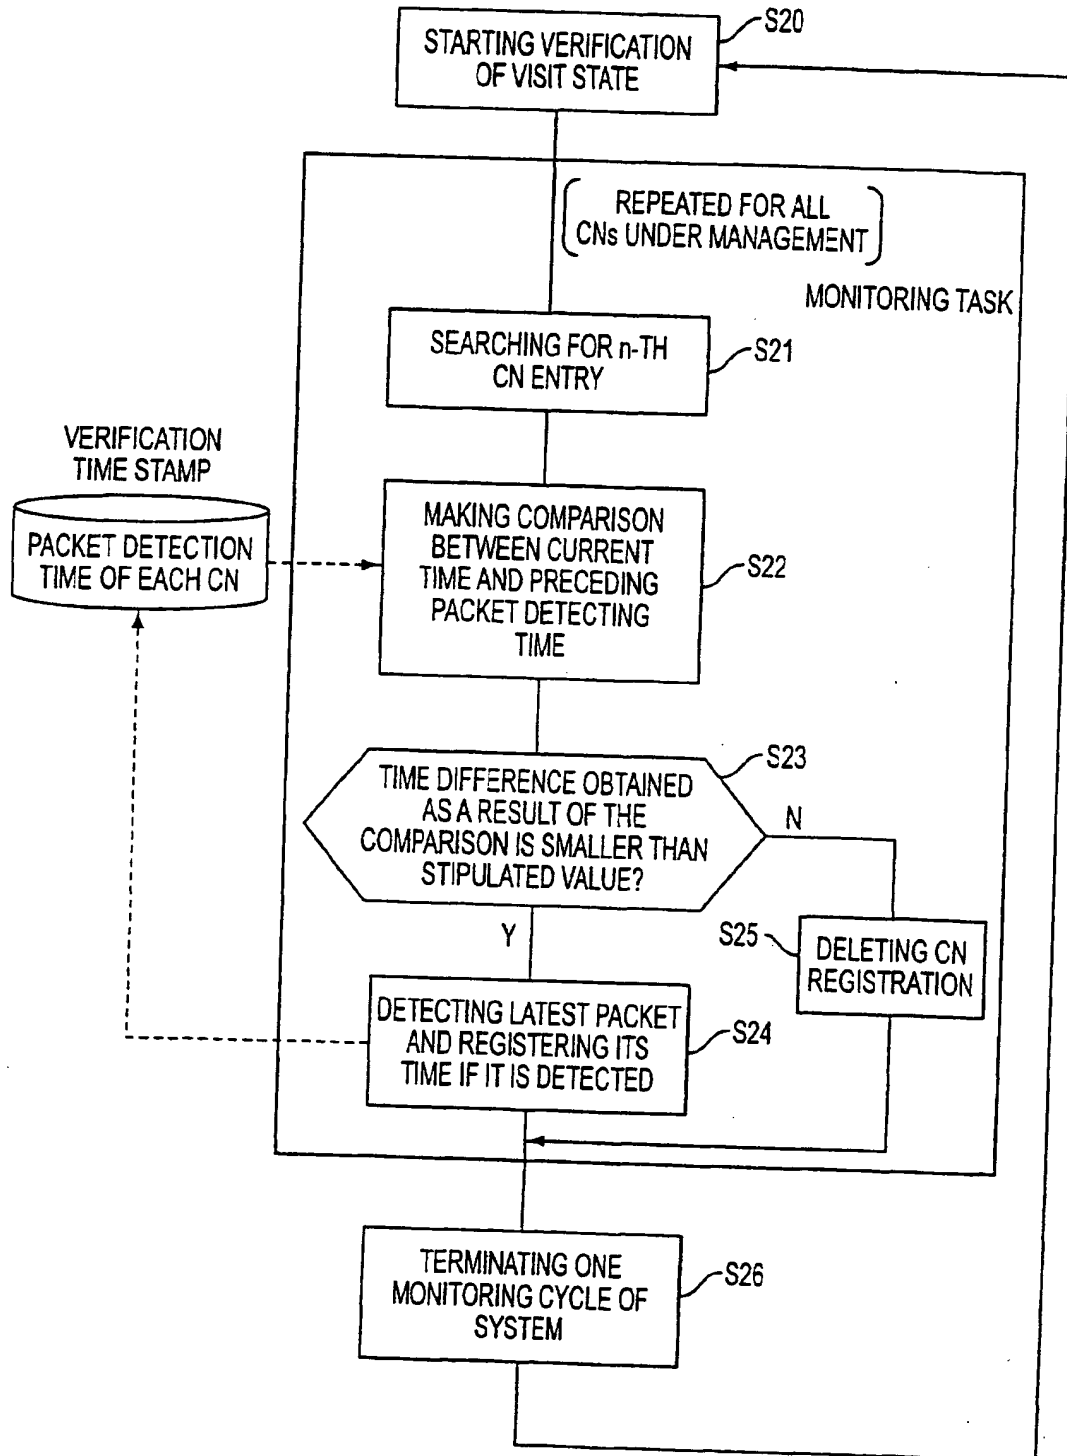 S20
STARTING VERIFICATION
OF VISIT STATE
REPEATED FOR ALL
CNs UNDER MANAGEMENT
MONITORING TASK
SEARCHING FOR n-TH
CN ENTRY
S21
VERIFICATION
TIME STAMP
PACKET DETECTION
TIME OF EACH CN
MAKING COMPARISON
BETWEEN CURRENT
TIME AND PRECEDING
PACKET DETECTING
TIME
S22
S23
TIME DIFFERENCE OBTAINED
AS A RESULT OF THE
COMPARISON IS SMALLER THAN
STIPULATED VALUE?
N
Y
S25
DELETING CN
REGISTRATION
DETECTING LATEST PACKET
AND REGISTERING ITS
TIME IF IT IS DETECTED
S24
TERMINATING ONE
MONITORING CYCLE OF
SYSTEM
S26